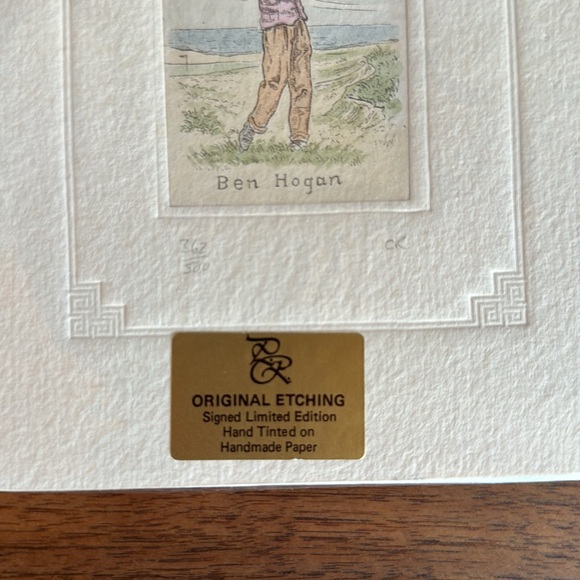 Ben Hogan
362
500
CK
ORIGINAL ETCHING
Signed Limited Edition
Hand Tinted on
Handmade Paper